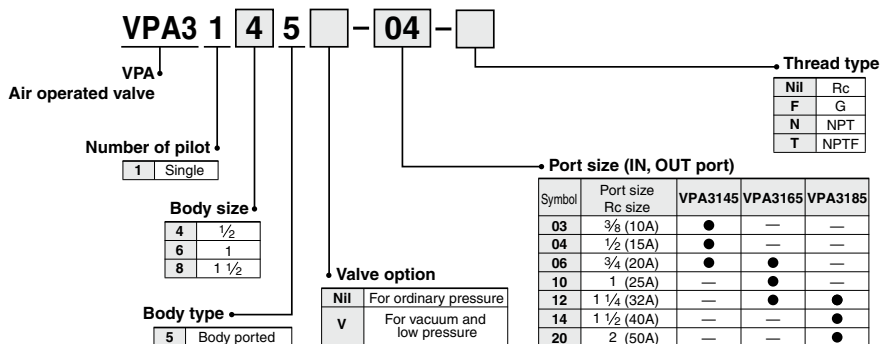 VPA3 1 4 5 – 04 –
VPA
Air operated valve
Number of pilot
1 Single
Body size
4 1/2
6 1
8 1 1/2
Body type
5 Body ported
Valve option
Nil For ordinary pressure
V For vacuum and
low pressure
Thread type
Nil Rc
F G
N NPT
T NPTF
Port size (IN, OUT port)
Symbol Port size
Rc size VPA3145 VPA3165 VPA3185
03 3/8 (10A) ● — —
04 1/2 (15A) ● — —
06 3/4 (20A) ● ● —
10 1 (25A) — ● —
12 1 1/4 (32A) — ● ●
14 1 1/2 (40A) — — ●
20 2 (50A) — — ●